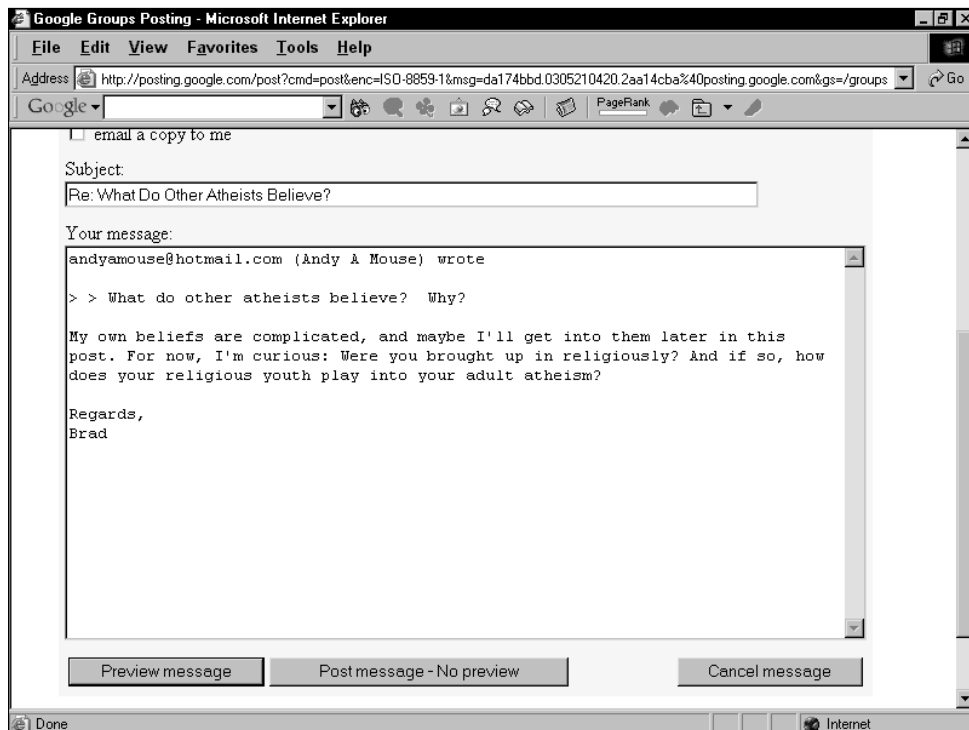 Google Groups Posting - Microsoft Internet Explorer
File Edit View Favorites Tools Help
Address http://posting.google.com/post?cmd=post&enc=ISO-8859-1&msg=da174bbd.0305210420.2aa14cba%40posting.google.com&gs=/groups Go
Google PageRank
email a copy to me
Subject:
Re: What Do Other Atheists Believe?
Your message:
andyamouse@hotmail.com (Andy A Mouse) wrote
> > What do other atheists believe?  Why?
My own beliefs are complicated, and maybe I'll get into them later in this
post. For now, I'm curious: Were you brought up in religiously? And if so, how
does your religious youth play into your adult atheism?
Regards,
Brad
Preview message Post message - No preview Cancel message
Done Internet